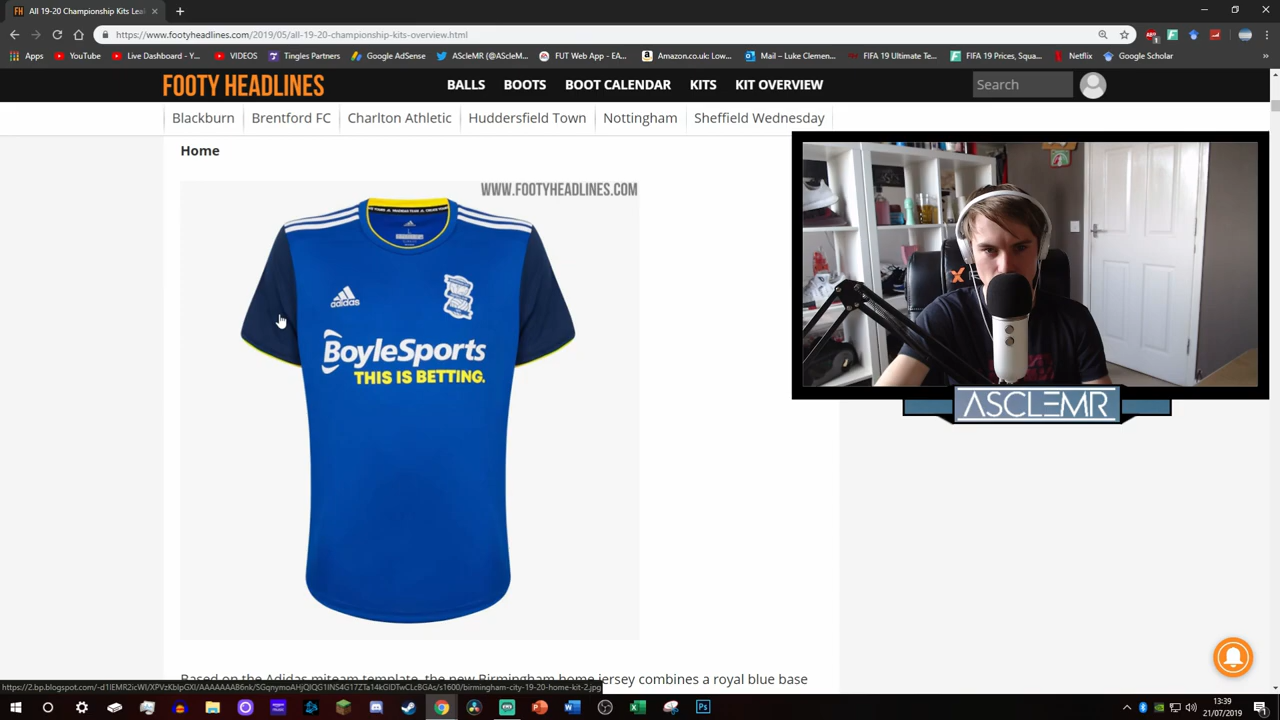 All 19-20 Championship Kits Lea
https://www.footyheadlines.com/2019/05/all-19-20-championship-kits-overview.html
Apps YouTube Live Dashboard - Y... VIDEOS Tingles Partners Google AdSense AScleMR (@AScleM... FUT Web App - EA... Amazon.co.uk: Low... Mail – Luke Clemen... FIFA 19 Ultimate Te... FIFA 19 Prices, Squa... Netflix Google Scholar »
FOOTY HEADLINES BALLS BOOTS BOOT CALENDAR KITS KIT OVERVIEW Search
Blackburn Brentford FC Charlton Athletic Huddersfield Town Nottingham Sheffield Wednesday
Home
WWW.FOOTYHEADLINES.COM
adidas
BoyleSports
THIS IS BETTING.
ASCLEMR
Based on the Adidas miteam template, the new Birmingham home jersey combines a royal blue base
13:39
21/07/2019